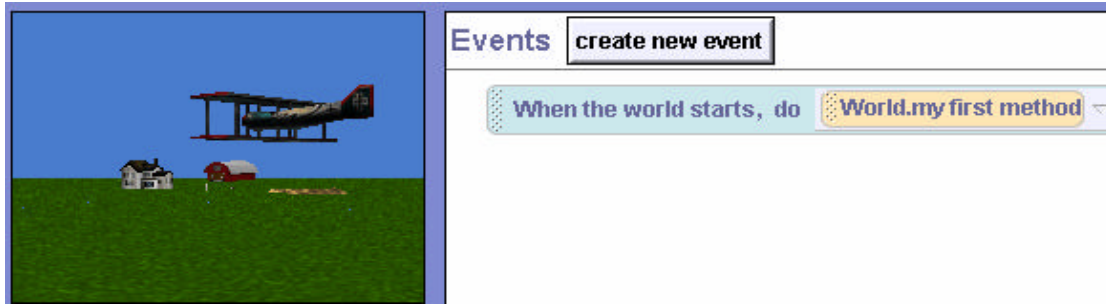 Events create new event
When the world starts, do World.my first method